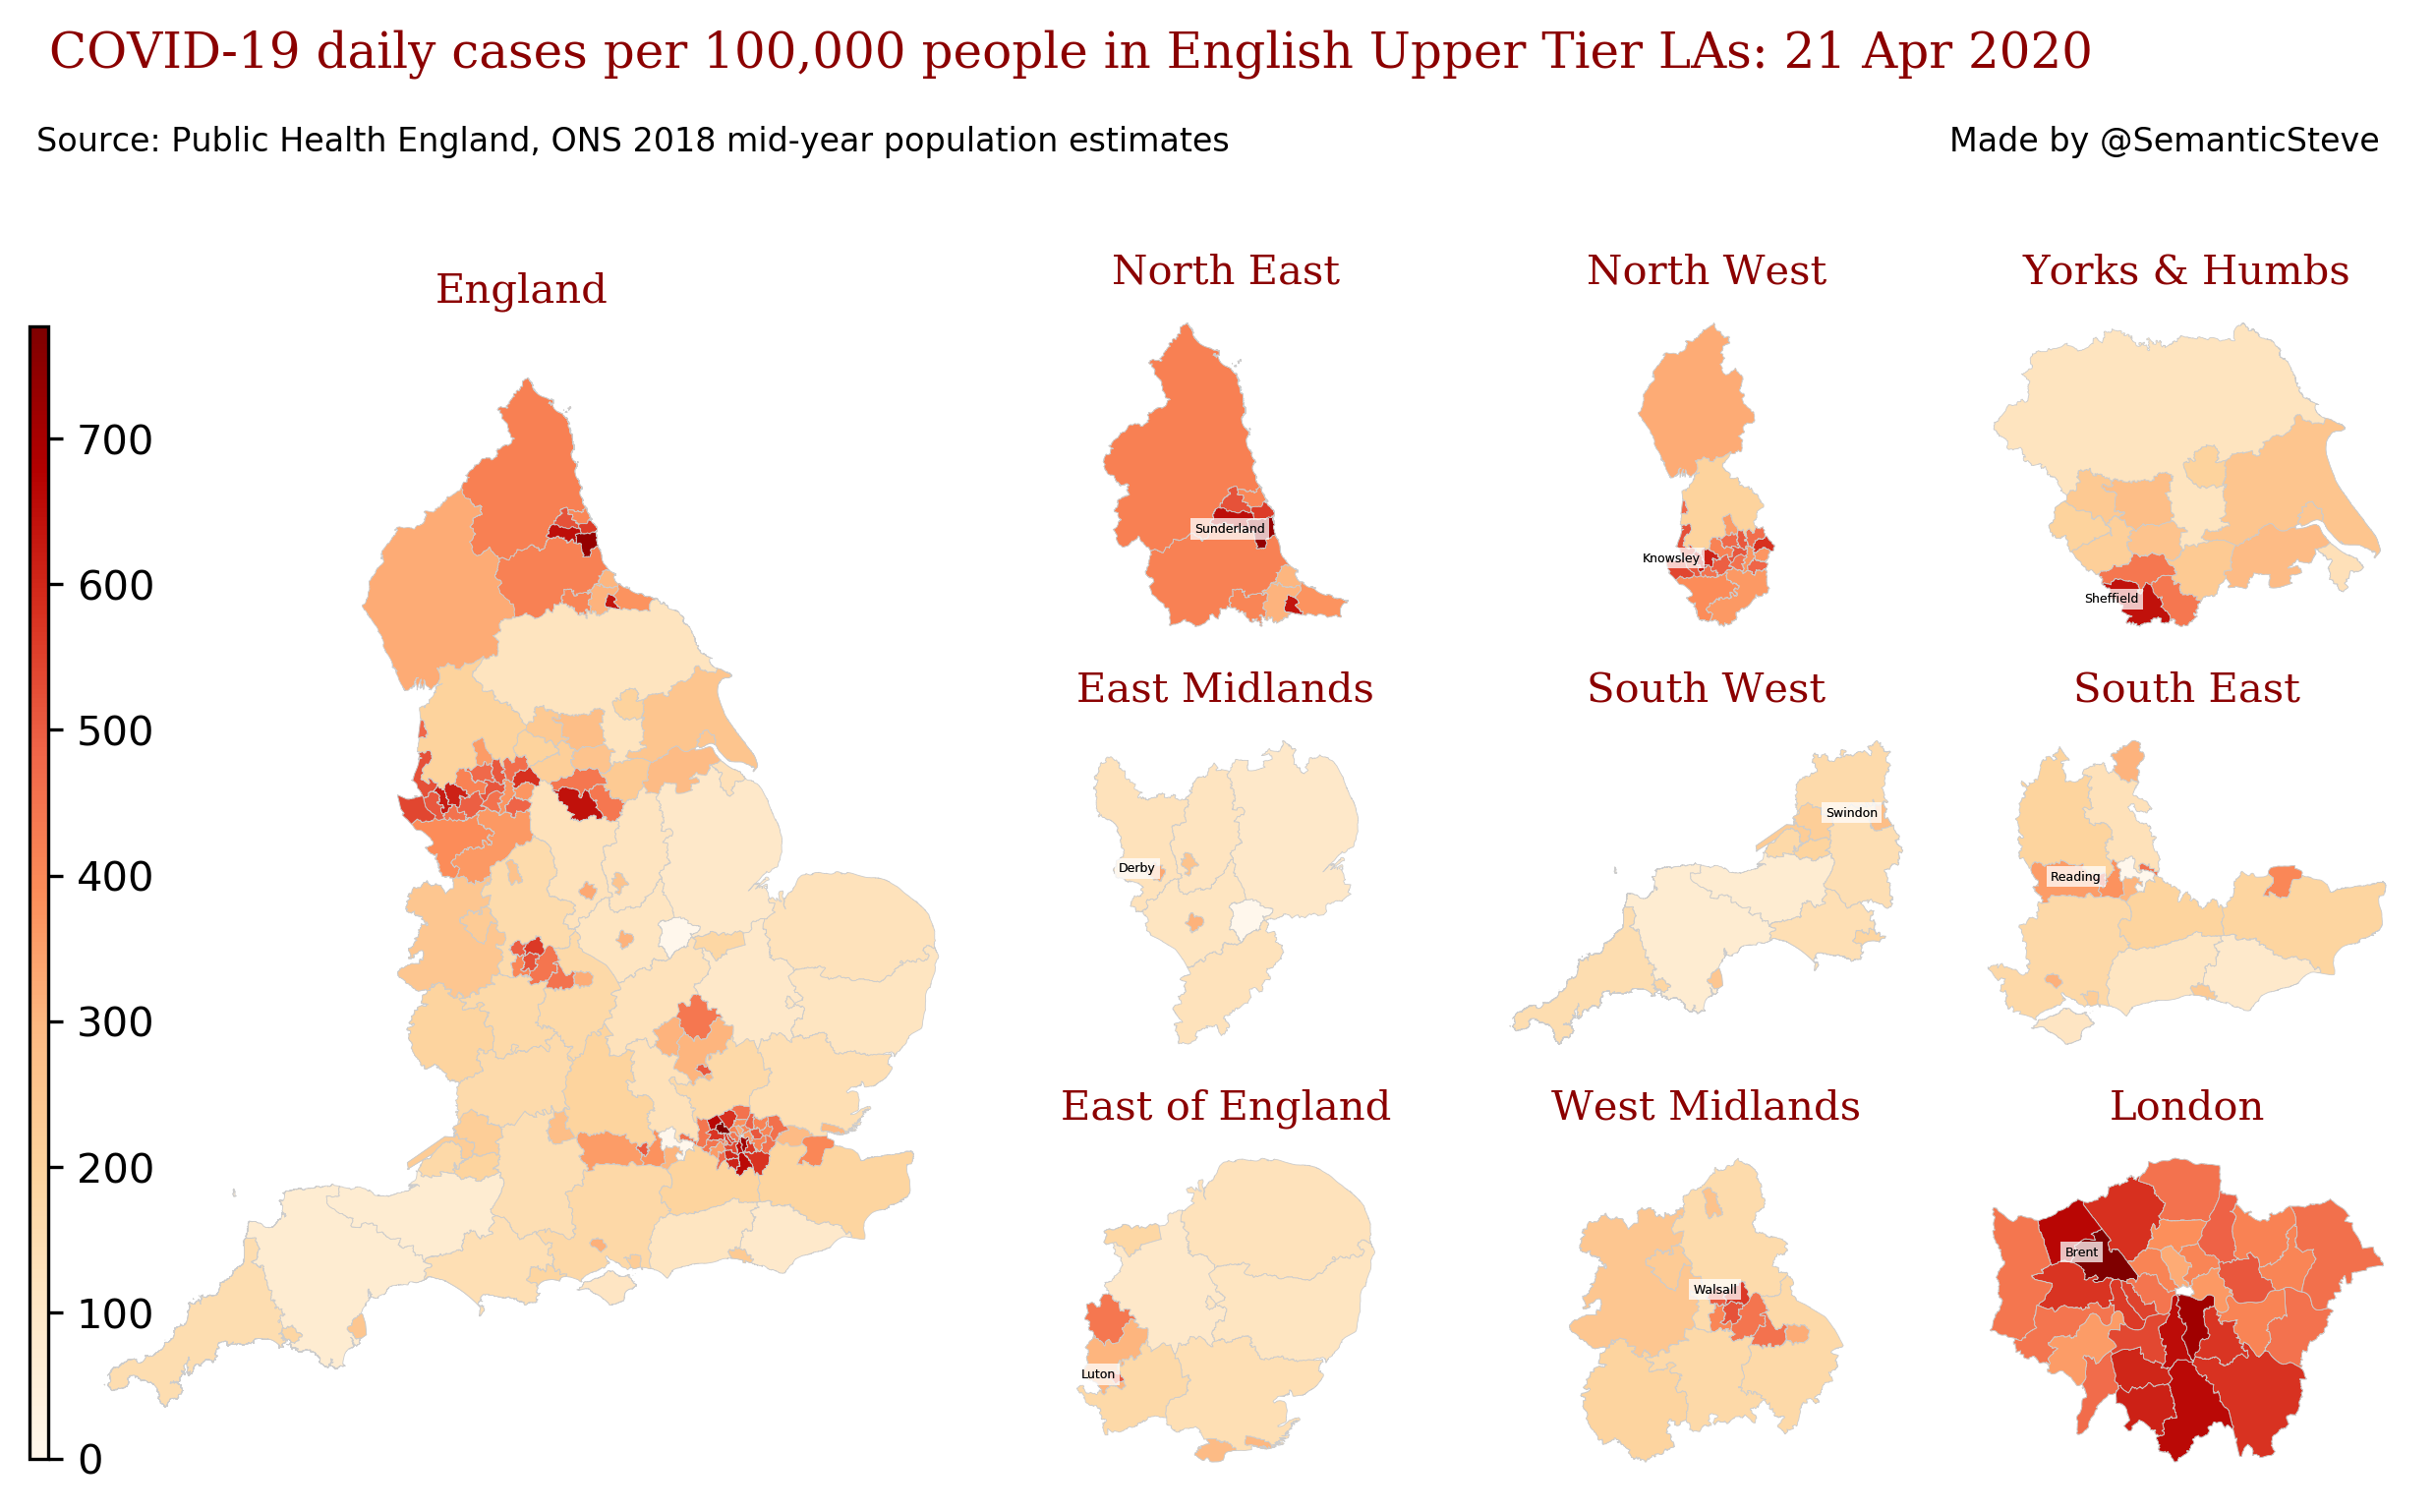 COVID-19 daily cases per 100,000 people in English Upper Tier LAs: 21 Apr 2020
Source: Public Health England, ONS 2018 mid-year population estimates
Made by @SemanticSteve
England
700
600
500
400
300
200
100
0
North East
Sunderland
North West
Knowsley
Yorks & Humbs
Sheffield
East Midlands
Derby
South West
Swindon
South East
Reading
East of England
Luton
West Midlands
Walsall
London
Brent